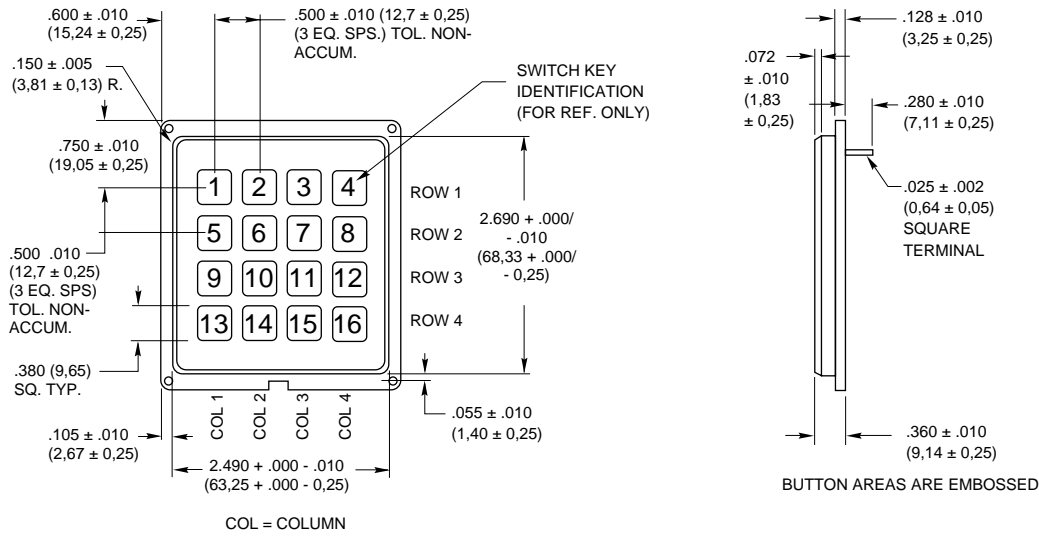 .600 ± .010
(15,24 ± 0,25)
.500 ± .010 (12,7 ± 0,25)
(3 EQ. SPS.) TOL. NON-
ACCUM.
.150 ± .005
(3,81 ± 0,13) R.
SWITCH KEY
IDENTIFICATION
(FOR REF. ONLY)
.750 ± .010
(19,05 ± 0,25)
1 2 3 4 ROW 1
5 6 7 8 ROW 2
9 10 11 12 ROW 3
13 14 15 16 ROW 4
.500 .010
(12,7 ± 0,25)
(3 EQ. SPS)
TOL. NON-
ACCUM.
2.690 + .000/
- .010
(68,33 + .000/
- 0,25)
.380 (9,65)
SQ. TYP.
COL 1
COL 2
COL 3
COL 4
.055 ± .010
(1,40 ± 0,25)
.105 ± .010
(2,67 ± 0,25)
2.490 + .000 - .010
(63,25 + .000 - 0,25)
COL = COLUMN
.128 ± .010
(3,25 ± 0,25)
.072
± .010
(1,83
± 0,25)
.280 ± .010
(7,11 ± 0,25)
.025 ± .002
(0,64 ± 0,05)
SQUARE
TERMINAL
.360 ± .010
(9,14 ± 0,25)
BUTTON AREAS ARE EMBOSSED